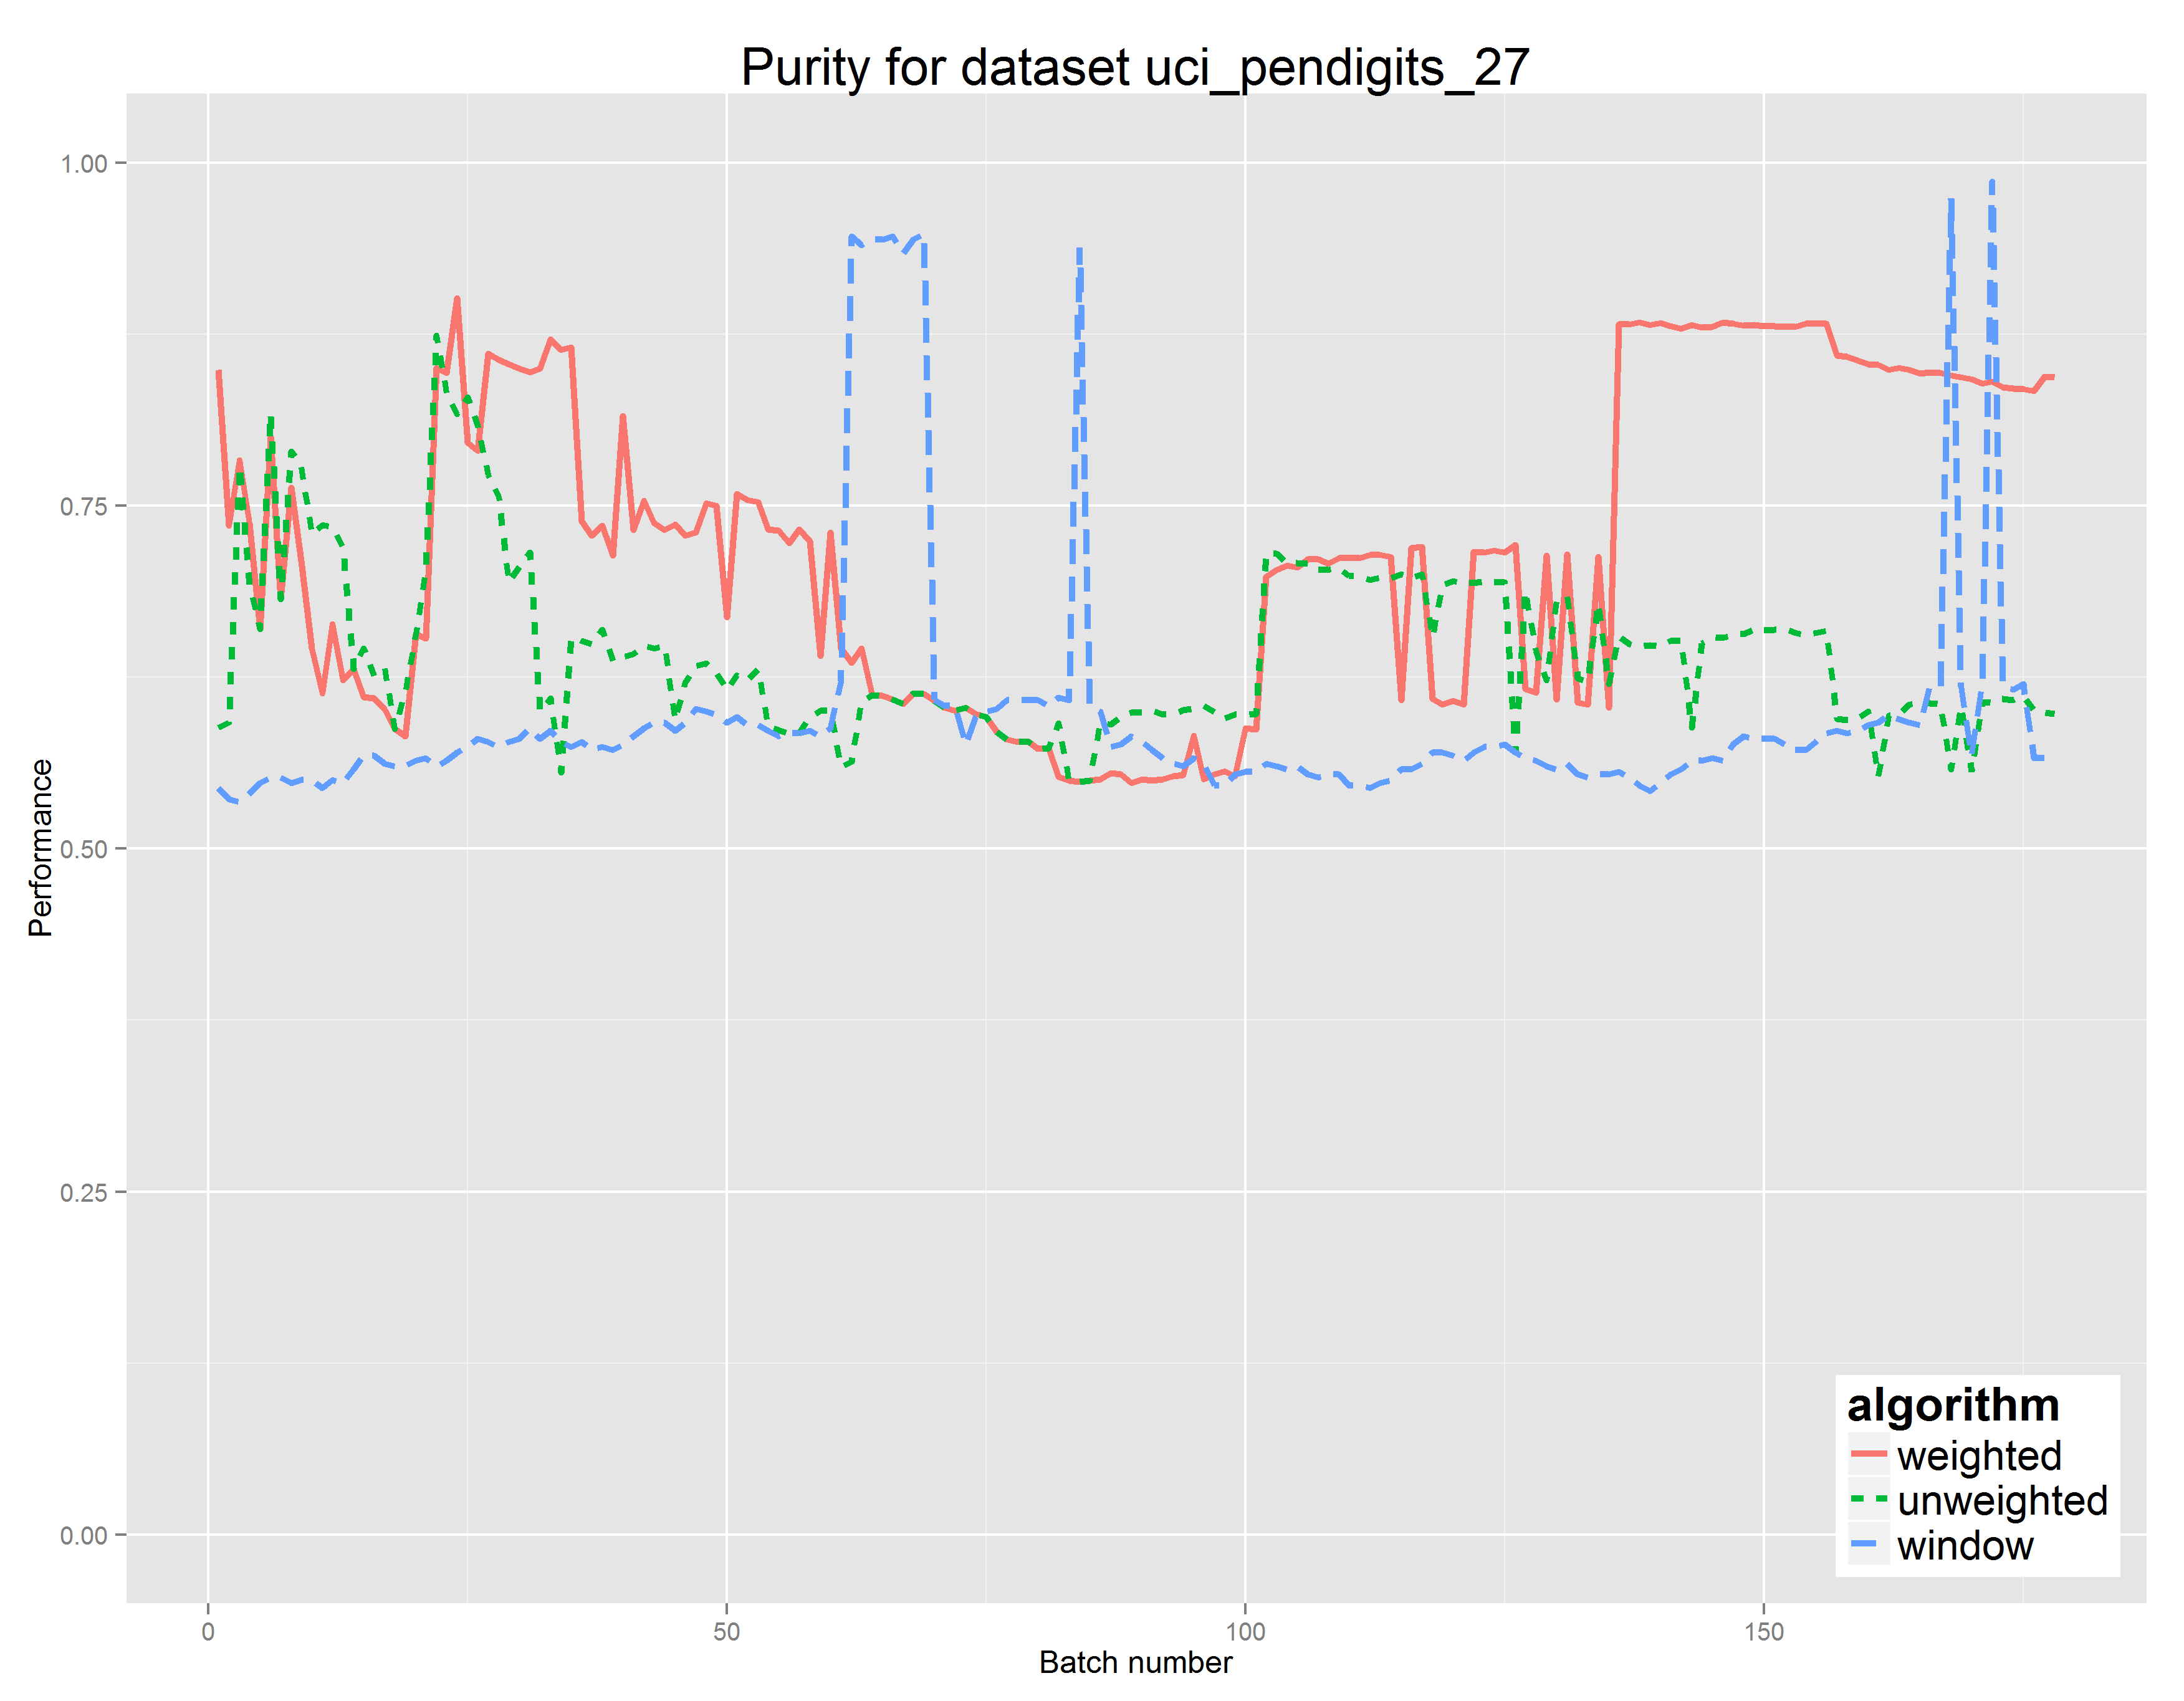 Purity for dataset uci_pendigits_27
1.00
0.75
0.50
0.25
0.00
Performance
0
50
100
150
Batch number
algorithm
weighted
unweighted
window